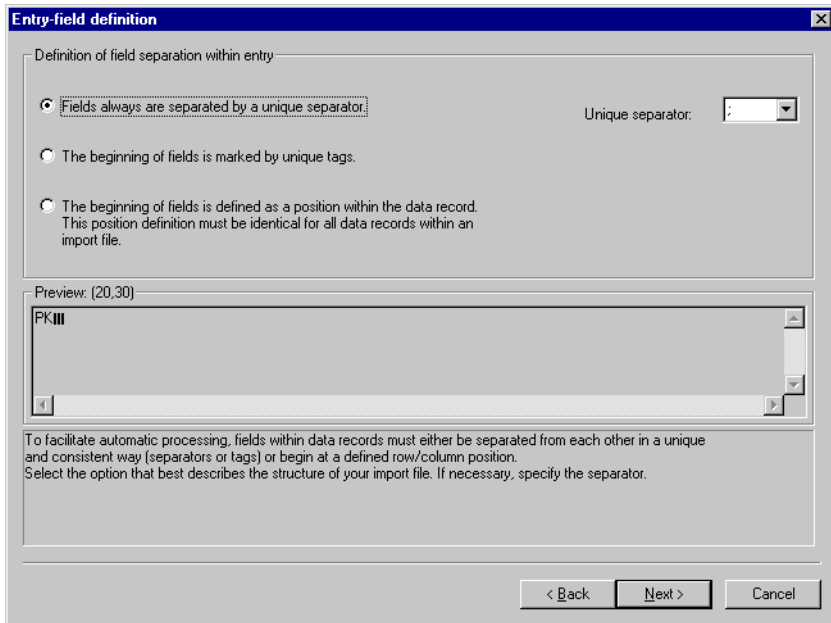 Entry-field definition
Definition of field separation within entry
Fields always are separated by a unique separator.
Unique separator: ;
The beginning of fields is marked by unique tags.
The beginning of fields is defined as a position within the data record.
This position definition must be identical for all data records within an
import file.
Preview: (20,30)
PK
To facilitate automatic processing, fields within data records must either be separated from each other in a unique
and consistent way (separators or tags) or begin at a defined row/column position.
Select the option that best describes the structure of your import file. If necessary, specify the separator.
< Back
Next >
Cancel